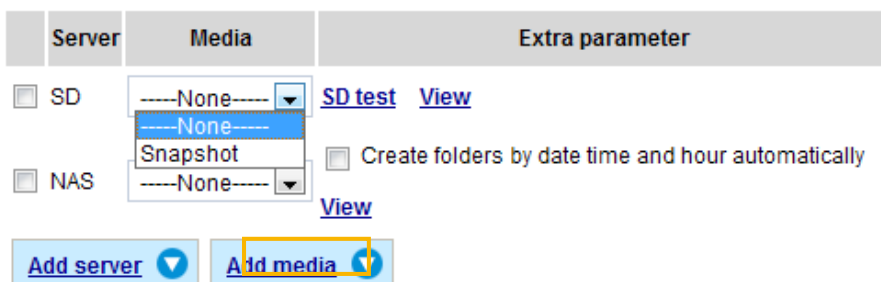 Server Media Extra parameter
SD -----None----- SD test View
-----None-----
Snapshot
Create folders by date time and hour automatically
NAS -----None-----
View
Add server Add media